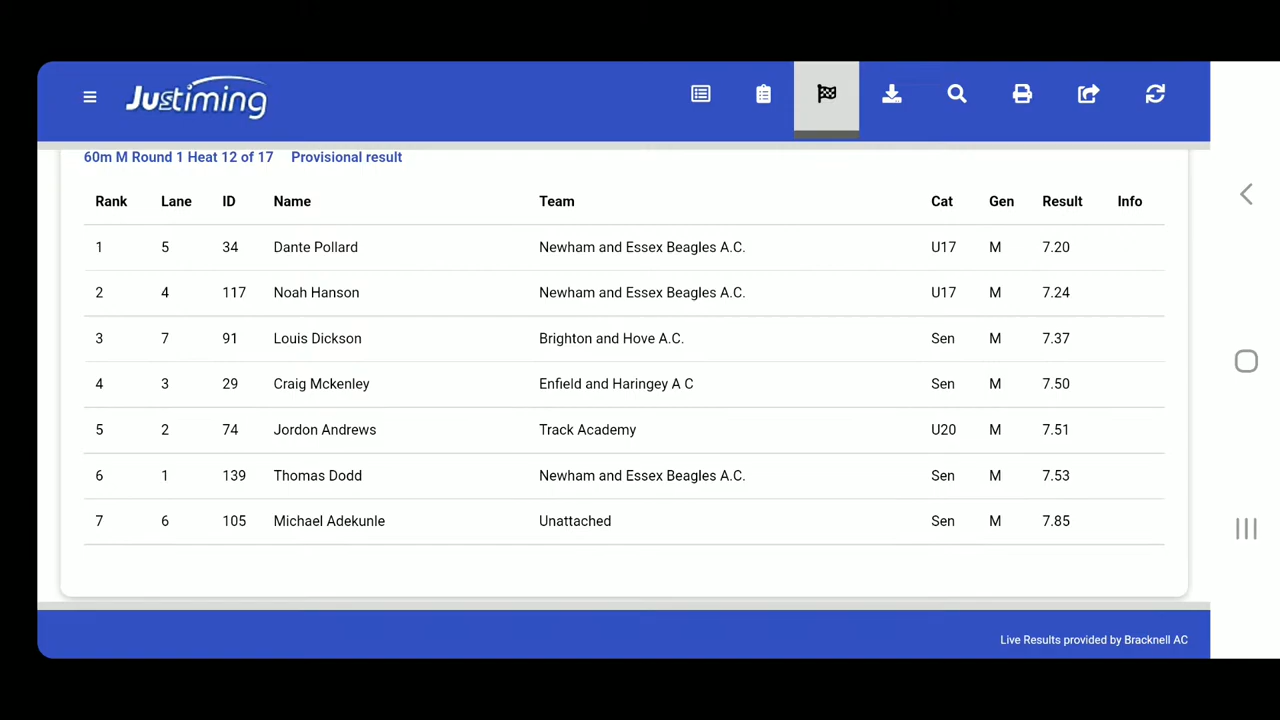 Justiming
60m M Round 1 Heat 12 of 17 Provisional result
Rank Lane ID Name Team Cat Gen Result Info
1 5 34 Dante Pollard Newham and Essex Beagles A.C. U17 M 7.20
2 4 117 Noah Hanson Newham and Essex Beagles A.C. U17 M 7.24
3 7 91 Louis Dickson Brighton and Hove A.C. Sen M 7.37
4 3 29 Craig Mckenley Enfield and Haringey A C Sen M 7.50
5 2 74 Jordon Andrews Track Academy U20 M 7.51
6 1 139 Thomas Dodd Newham and Essex Beagles A.C. Sen M 7.53
7 6 105 Michael Adekunle Unattached Sen M 7.85
Live Results provided by Bracknell AC